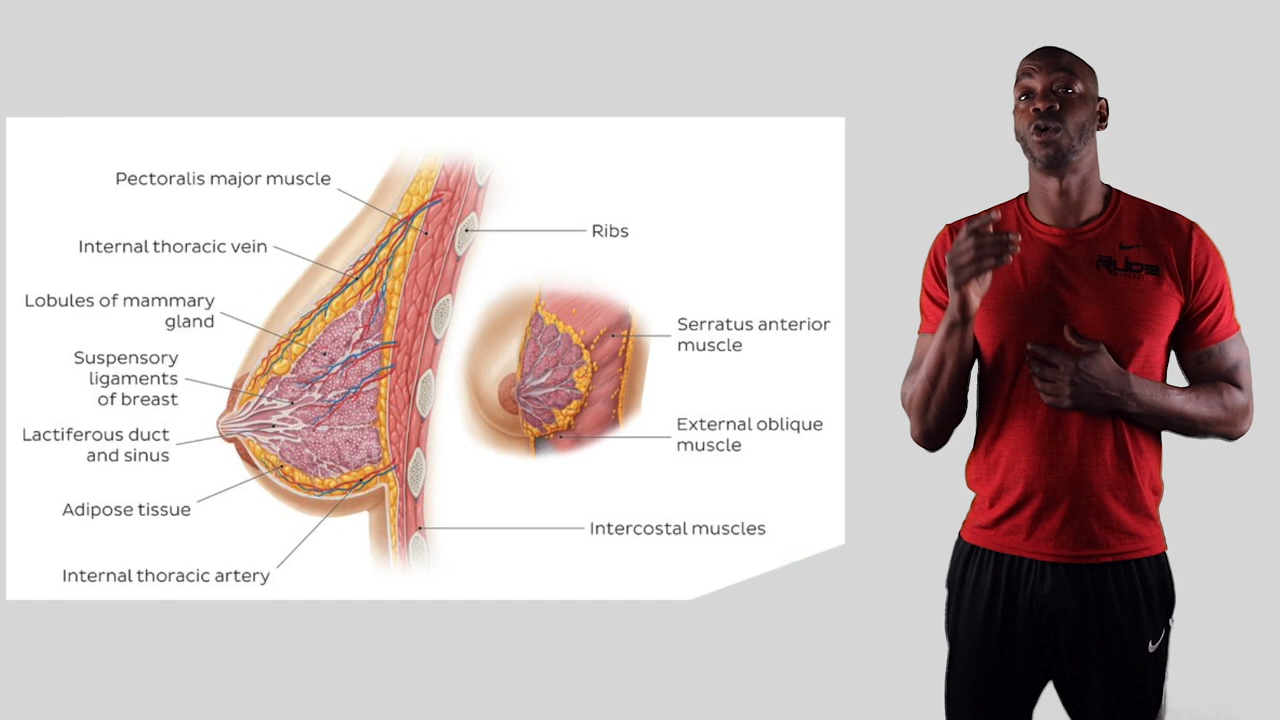 Pectoralis major muscle
Internal thoracic vein
Lobules of mammary
gland
Suspensory
ligaments
of breast
Lactiferous duct
and sinus
Adipose tissue
Internal thoracic artery
Ribs
Serratus anterior
muscle
External oblique
muscle
Intercostal muscles
RUDE